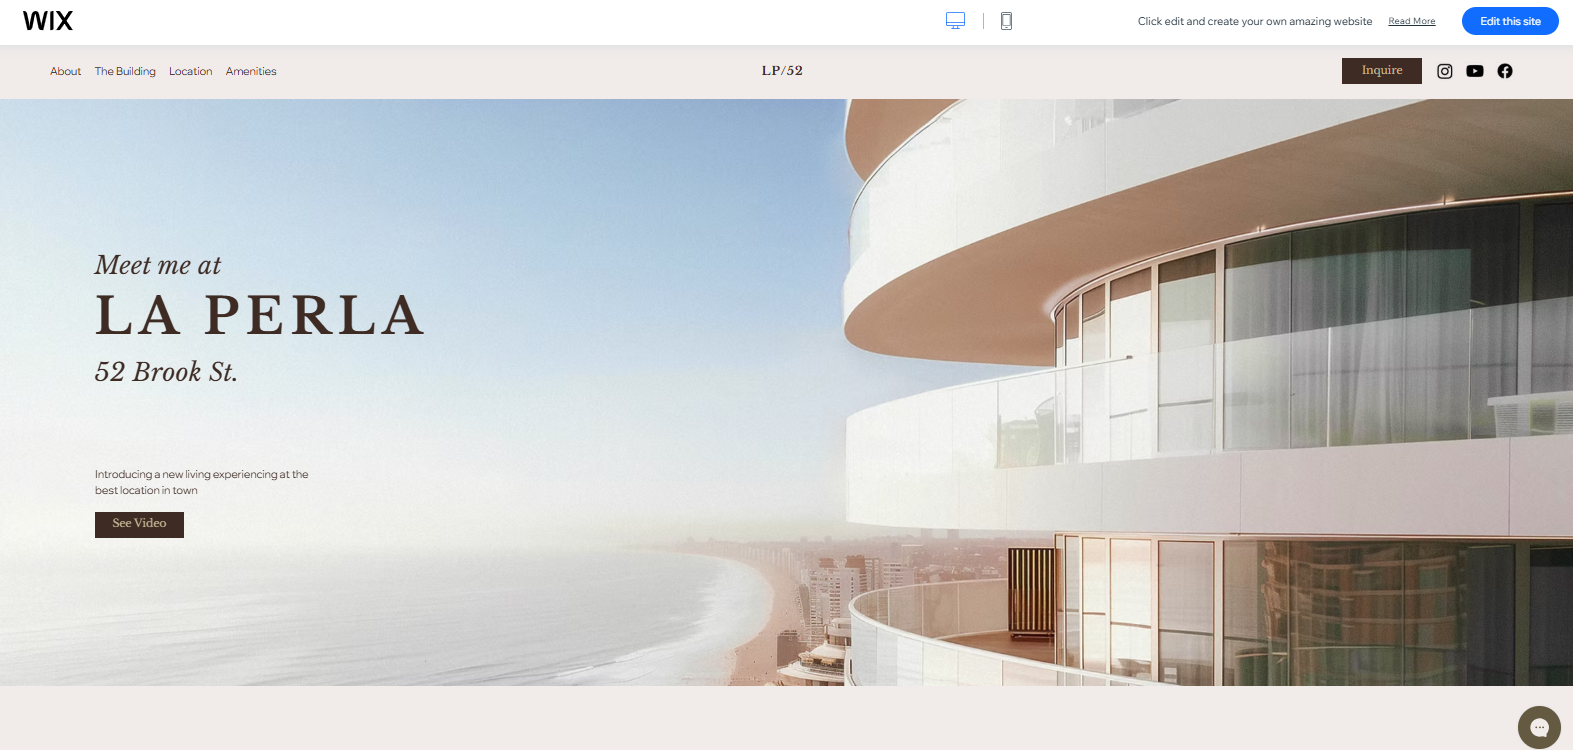 WIX
Click edit and create your own amazing website Read More Edit this site
About The Building Location Amenities
LP/52
Inquire
Meet me at
LA PERLA
52 Brook St.
Introducing a new living experiencing at the
best location in town
See Video